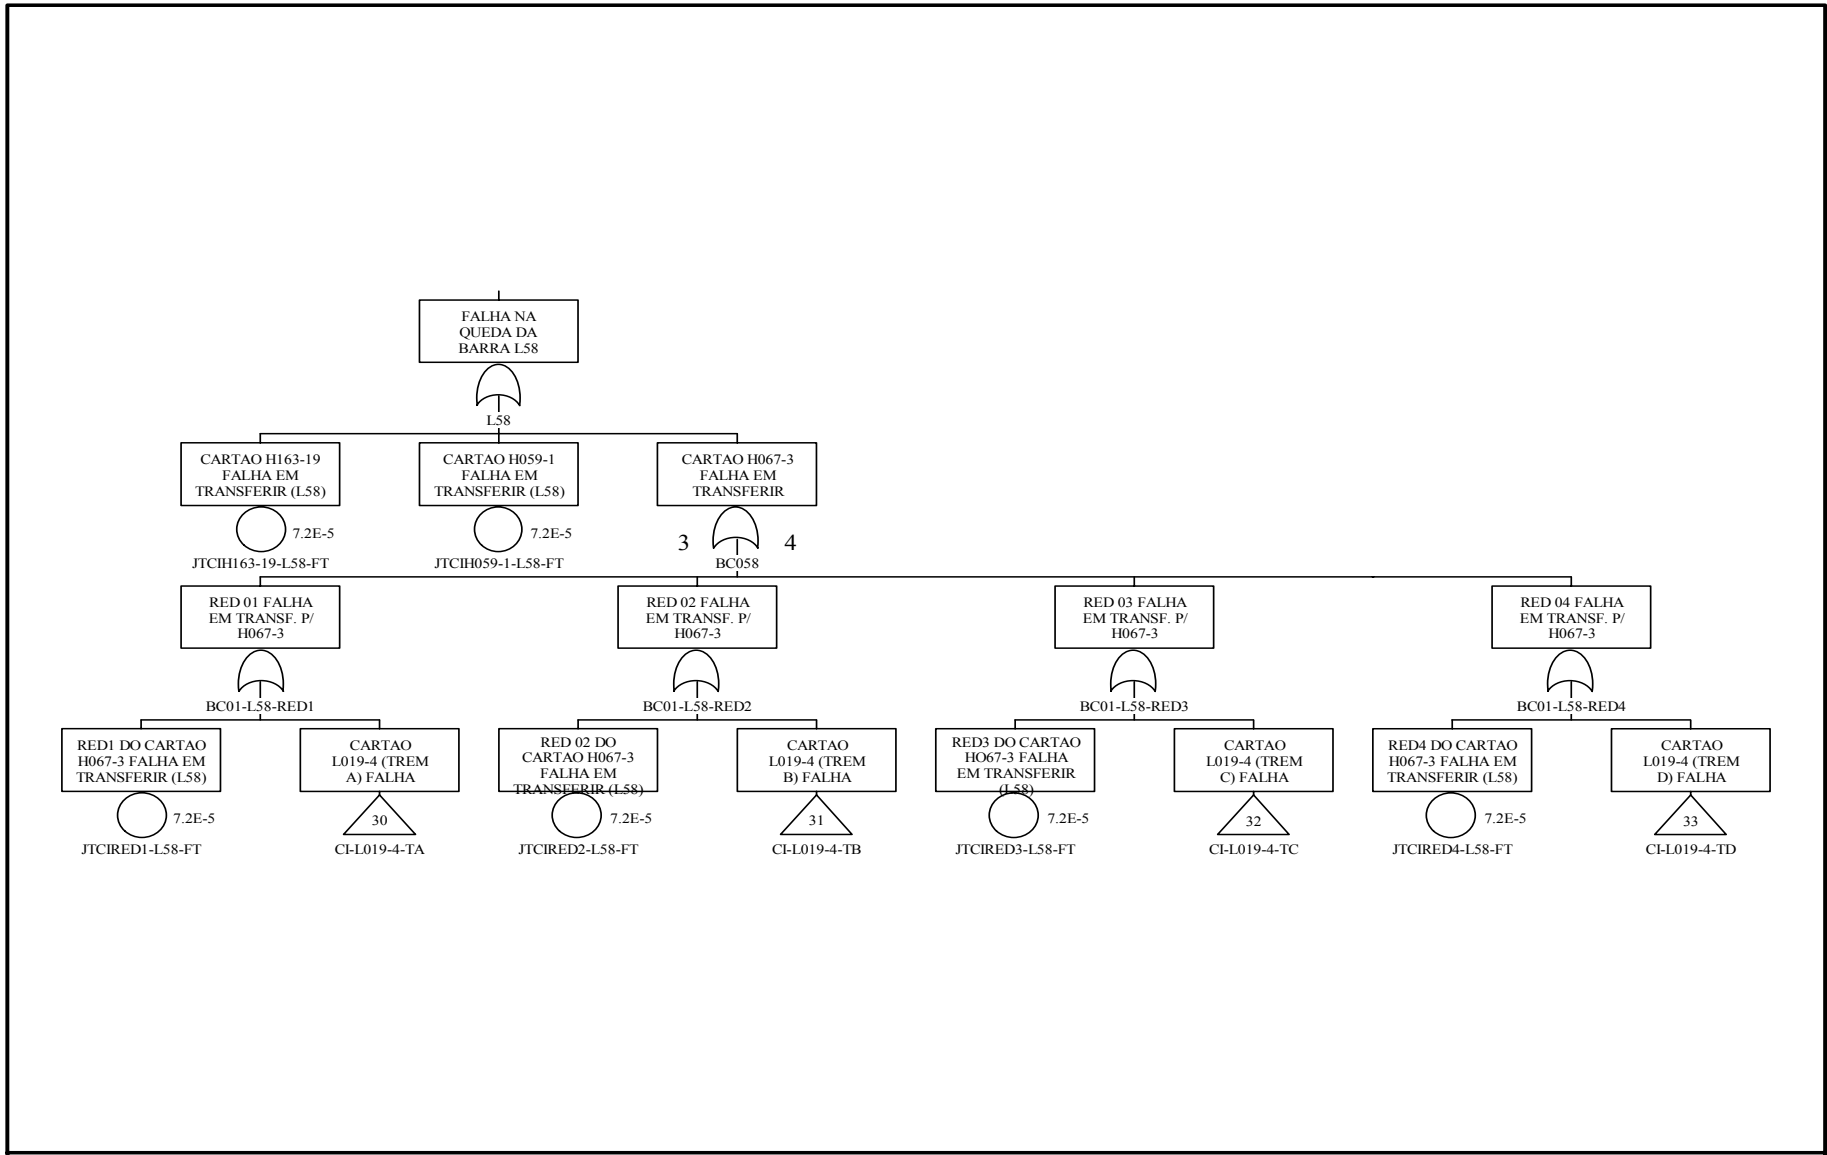 FALHA NA
QUEDA DA
BARRA L58
L58
CARTAO H163-19
FALHA EM
TRANSFERIR (L58)
7.2E-5
JTCIH163-19-L58-FT
CARTAO H059-1
FALHA EM
TRANSFERIR (L58)
7.2E-5
JTCIH059-1-L58-FT
CARTAO H067-3
FALHA EM
TRANSFERIR
3
4
BC058
RED 01 FALHA
EM TRANSF. P/
H067-3
BC01-L58-RED1
RED 02 FALHA
EM TRANSF. P/
H067-3
BC01-L58-RED2
RED 03 FALHA
EM TRANSF. P/
H067-3
BC01-L58-RED3
RED 04 FALHA
EM TRANSF. P/
H067-3
BC01-L58-RED4
RED1 DO CARTAO
H067-3 FALHA EM
TRANSFERIR (L58)
7.2E-5
JTCIRED1-L58-FT
CARTAO
L019-4 (TREM
A) FALHA
30
CI-L019-4-TA
RED 02 DO
CARTAO H067-3
FALHA EM
TRANSFERIR (L58)
7.2E-5
JTCIRED2-L58-FT
CARTAO
L019-4 (TREM
B) FALHA
31
CI-L019-4-TB
RED3 DO CARTAO
HO67-3 FALHA
EM TRANSFERIR
(L58)
7.2E-5
JTCIRED3-L58-FT
CARTAO
L019-4 (TREM
C) FALHA
32
CI-L019-4-TC
RED4 DO CARTAO
H067-3 FALHA EM
TRANSFERIR (L58)
7.2E-5
JTCIRED4-L58-FT
CARTAO
L019-4 (TREM
D) FALHA
33
CI-L019-4-TD